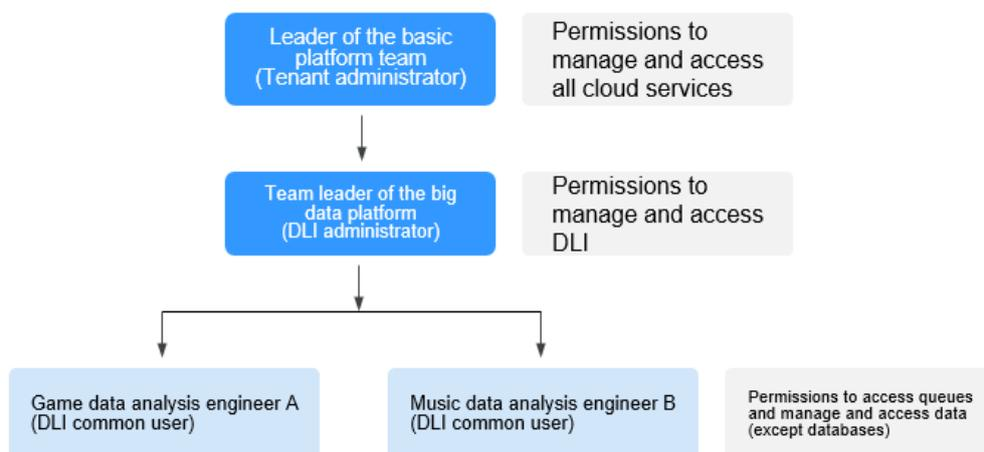 Leader of the basic
platform team
(Tenant administrator)
Permissions to
manage and access
all cloud services
Team leader of the big
data platform
(DLI administrator)
Permissions to
manage and access
DLI
Game data analysis engineer A
(DLI common user)
Music data analysis engineer B
(DLI common user)
Permissions to access queues
and manage and access data
(except databases)